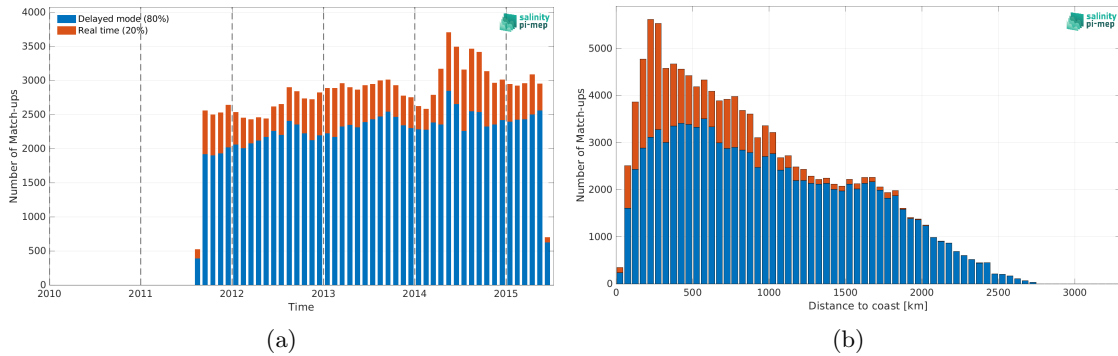 Delayed mode (80%)
Real time (20%)
salinity
pi-mep
Number of Match-ups
4000
3500
3000
2500
2000
1500
1000
500
0
2010
2011
2012
2013
2014
2015
Time
(a)
salinity
pi-mep
Number of Match-ups
5000
4000
3000
2000
1000
0
0
500
1000
1500
2000
2500
3000
Distance to coast [km]
(b)